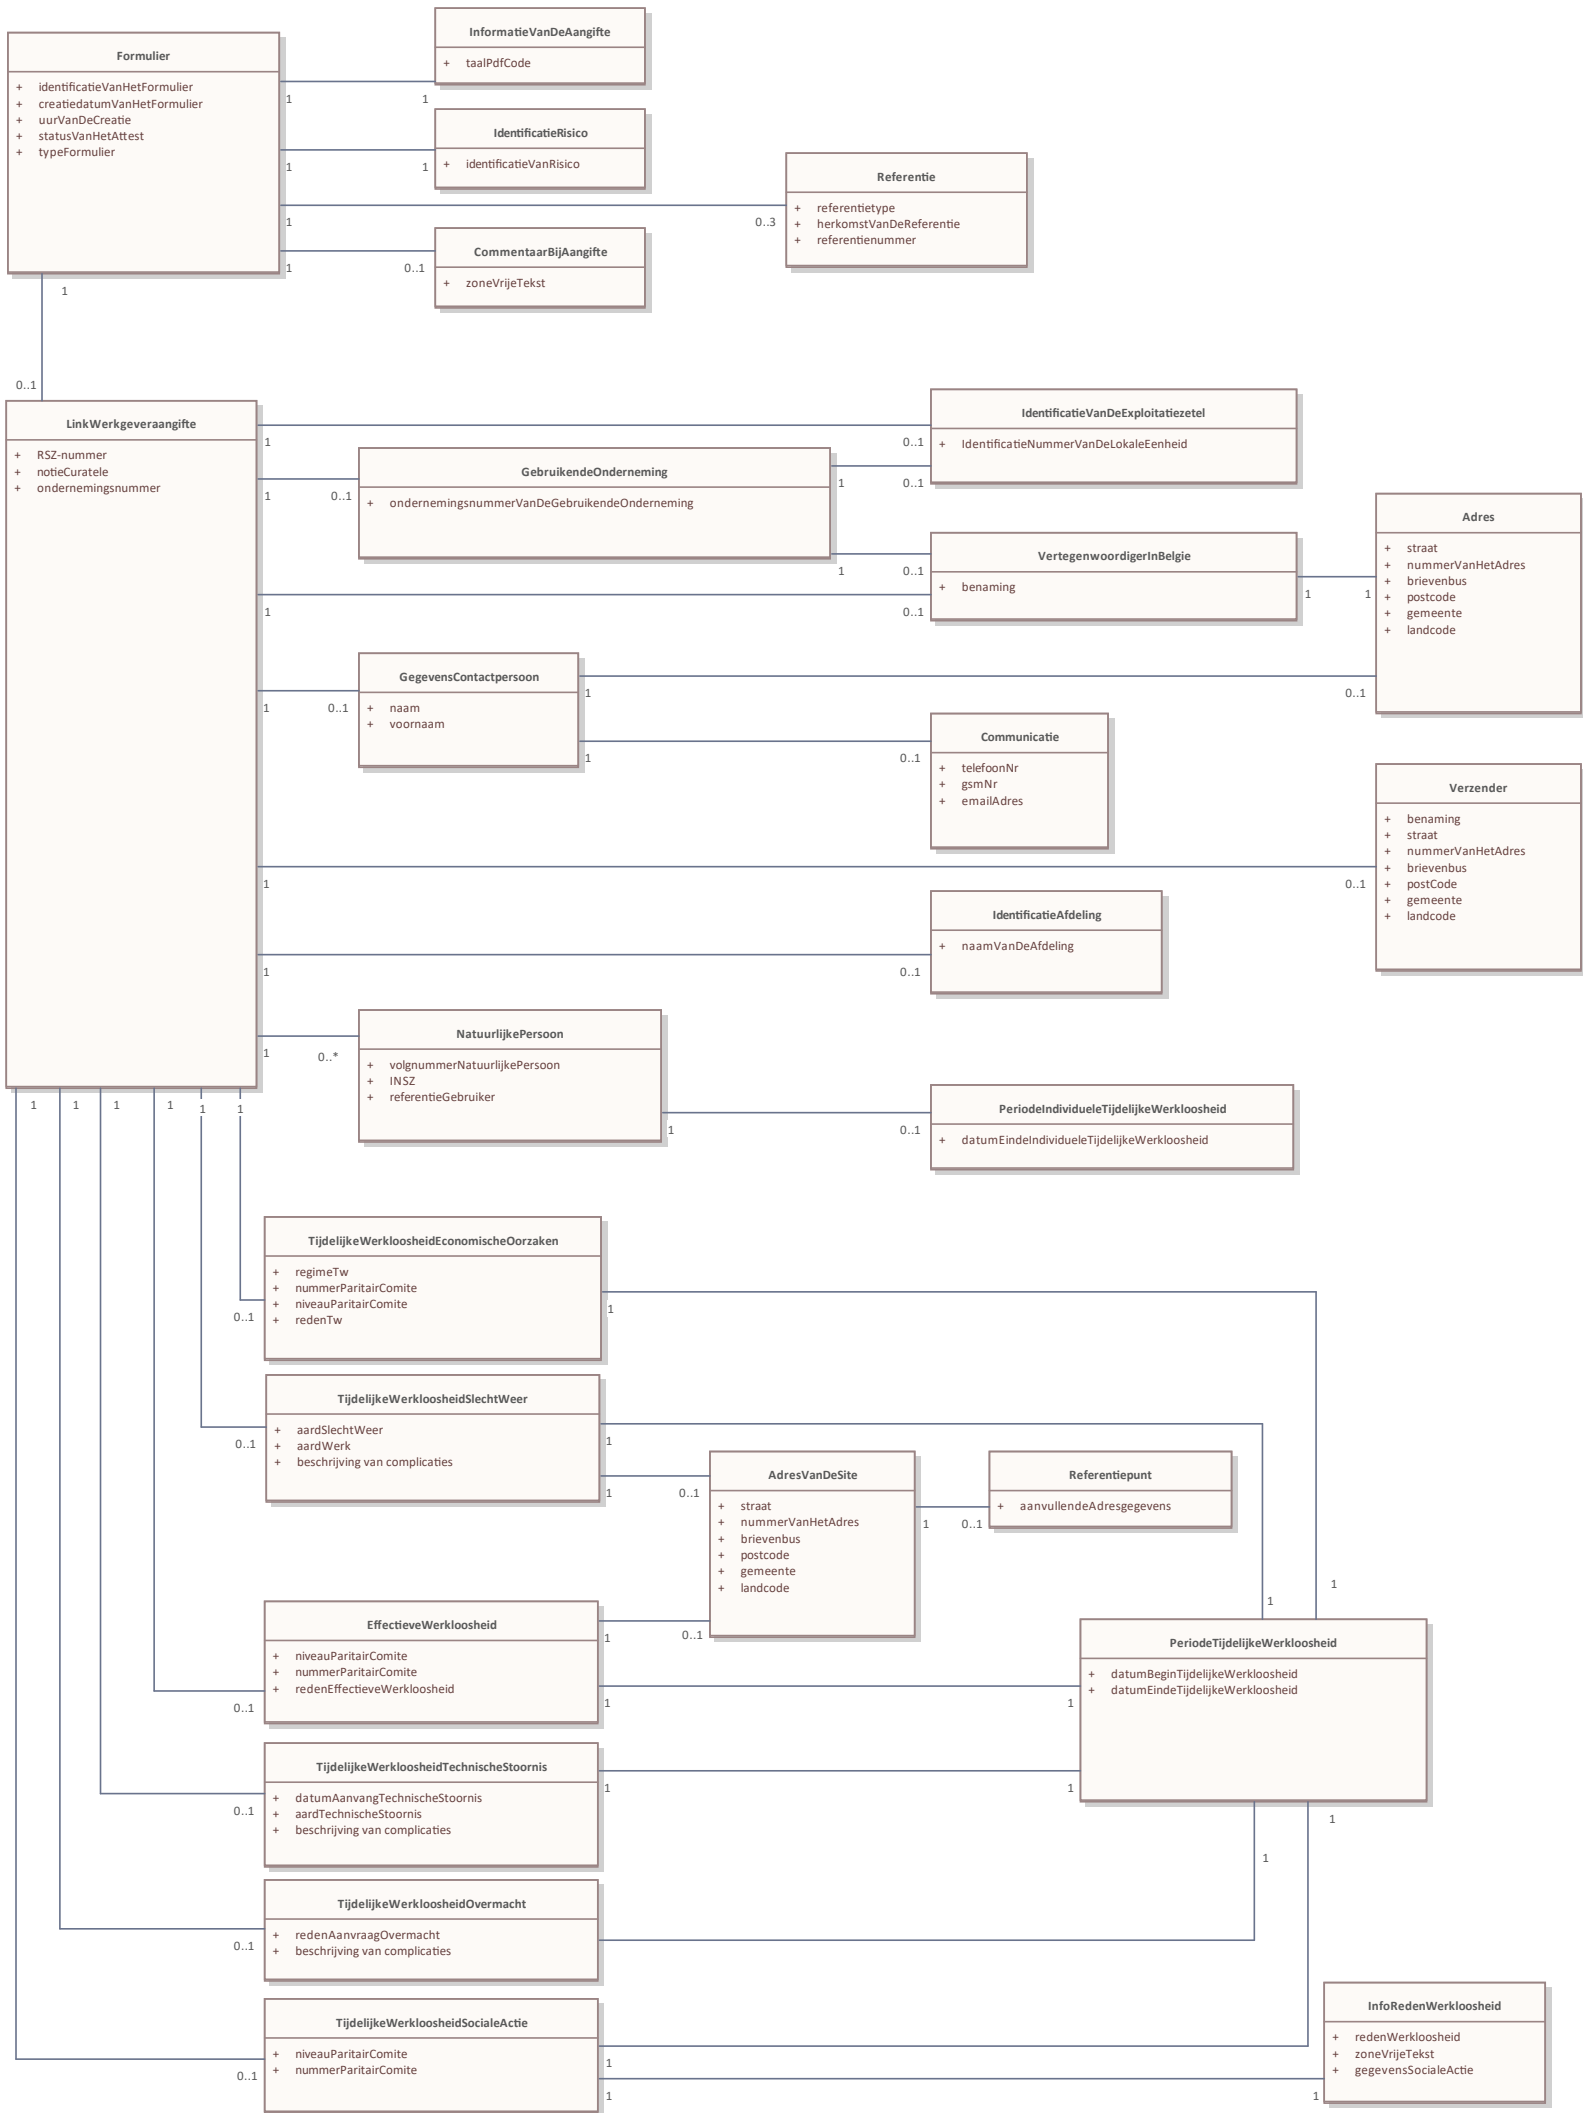 InformatieVanDeAangifte
+ taalPdfCode
Formulier
+ identificatieVanHetFormulier
+ creatiedatumVanHetFormulier
+ uurVanDeCreatie
+ statusVanHetAttest
+ typeFormulier
1
1
IdentificatieRisico
+ identificatieVanRisico
1
1
Referentie
+ referentietype
+ herkomstVanDeReferentie
+ referentienummer
1
0..3
CommentaarBijAangifte
+ zoneVrijeTekst
1
0..1
1
0..1
LinkWerkgeveraangifte
+ RSZ-nummer
+ notieCuratele
+ ondernemingsnummer
IdentificatieVanDeExploitatiezetel
+ IdentificatieNummerVanDeLokaleEenheid
1
0..1
GebruikendeOnderneming
+ ondernemingsnummerVanDeGebruikendeOnderneming
1
0..1
1
0..1
Adres
+ straat
+ nummerVanHetAdres
+ brievenbus
+ postcode
+ gemeente
+ landcode
VertegenwoordigerInBelgie
+ benaming
1
0..1
1
1
1
0..1
GegevensContactpersoon
+ naam
+ voornaam
1
0..1
1
0..1
Communicatie
+ telefoonNr
+ gsmNr
+ emailAdres
1
0..1
Verzender
+ benaming
+ straat
+ nummerVanHetAdres
+ brievenbus
+ postCode
+ gemeente
+ landcode
1
0..1
IdentificatieAfdeling
+ naamVanDeAfdeling
1
0..1
NatuurlijkePersoon
+ volgnummerNatuurlijkePersoon
+ INSZ
+ referentieGebruiker
1
0..*
1
1
1
1
1
1
PeriodeIndividueleTijdelijkeWerkloosheid
+ datumEindeIndividueleTijdelijkeWerkloosheid
1
0..1
TijdelijkeWerkloosheidEconomischeOorzaken
+ regimeTw
+ nummerParitairComite
+ niveauParitairComite
+ redenTw
0..1
1
TijdelijkeWerkloosheidSlechtWeer
+ aardSlechtWeer
+ aardWerk
+ beschrijving van complicaties
0..1
1
1
0..1
AdresVanDeSite
+ straat
+ nummerVanHetAdres
+ brievenbus
+ postcode
+ gemeente
+ landcode
Referentiepunt
+ aanvullendeAdresgegevens
1
0..1
1
1
EffectieveWerkloosheid
+ niveauParitairComite
+ nummerParitairComite
+ redenEffectieveWerkloosheid
0..1
1
0..1
1
1
PeriodeTijdelijkeWerkloosheid
+ datumBeginTijdelijkeWerkloosheid
+ datumEindeTijdelijkeWerkloosheid
TijdelijkeWerkloosheidTechnischeStoornis
+ datumAanvangTechnischeStoornis
+ aardTechnischeStoornis
+ beschrijving van complicaties
0..1
1
1
1
1
TijdelijkeWerkloosheidOvermacht
+ redenAanvraagOvermacht
+ beschrijving van complicaties
0..1
TijdelijkeWerkloosheidSocialeActie
+ niveauParitairComite
+ nummerParitairComite
0..1
1
1
1
InfoRedenWerkloosheid
+ redenWerkloosheid
+ zoneVrijeTekst
+ gegevensSocialeActie